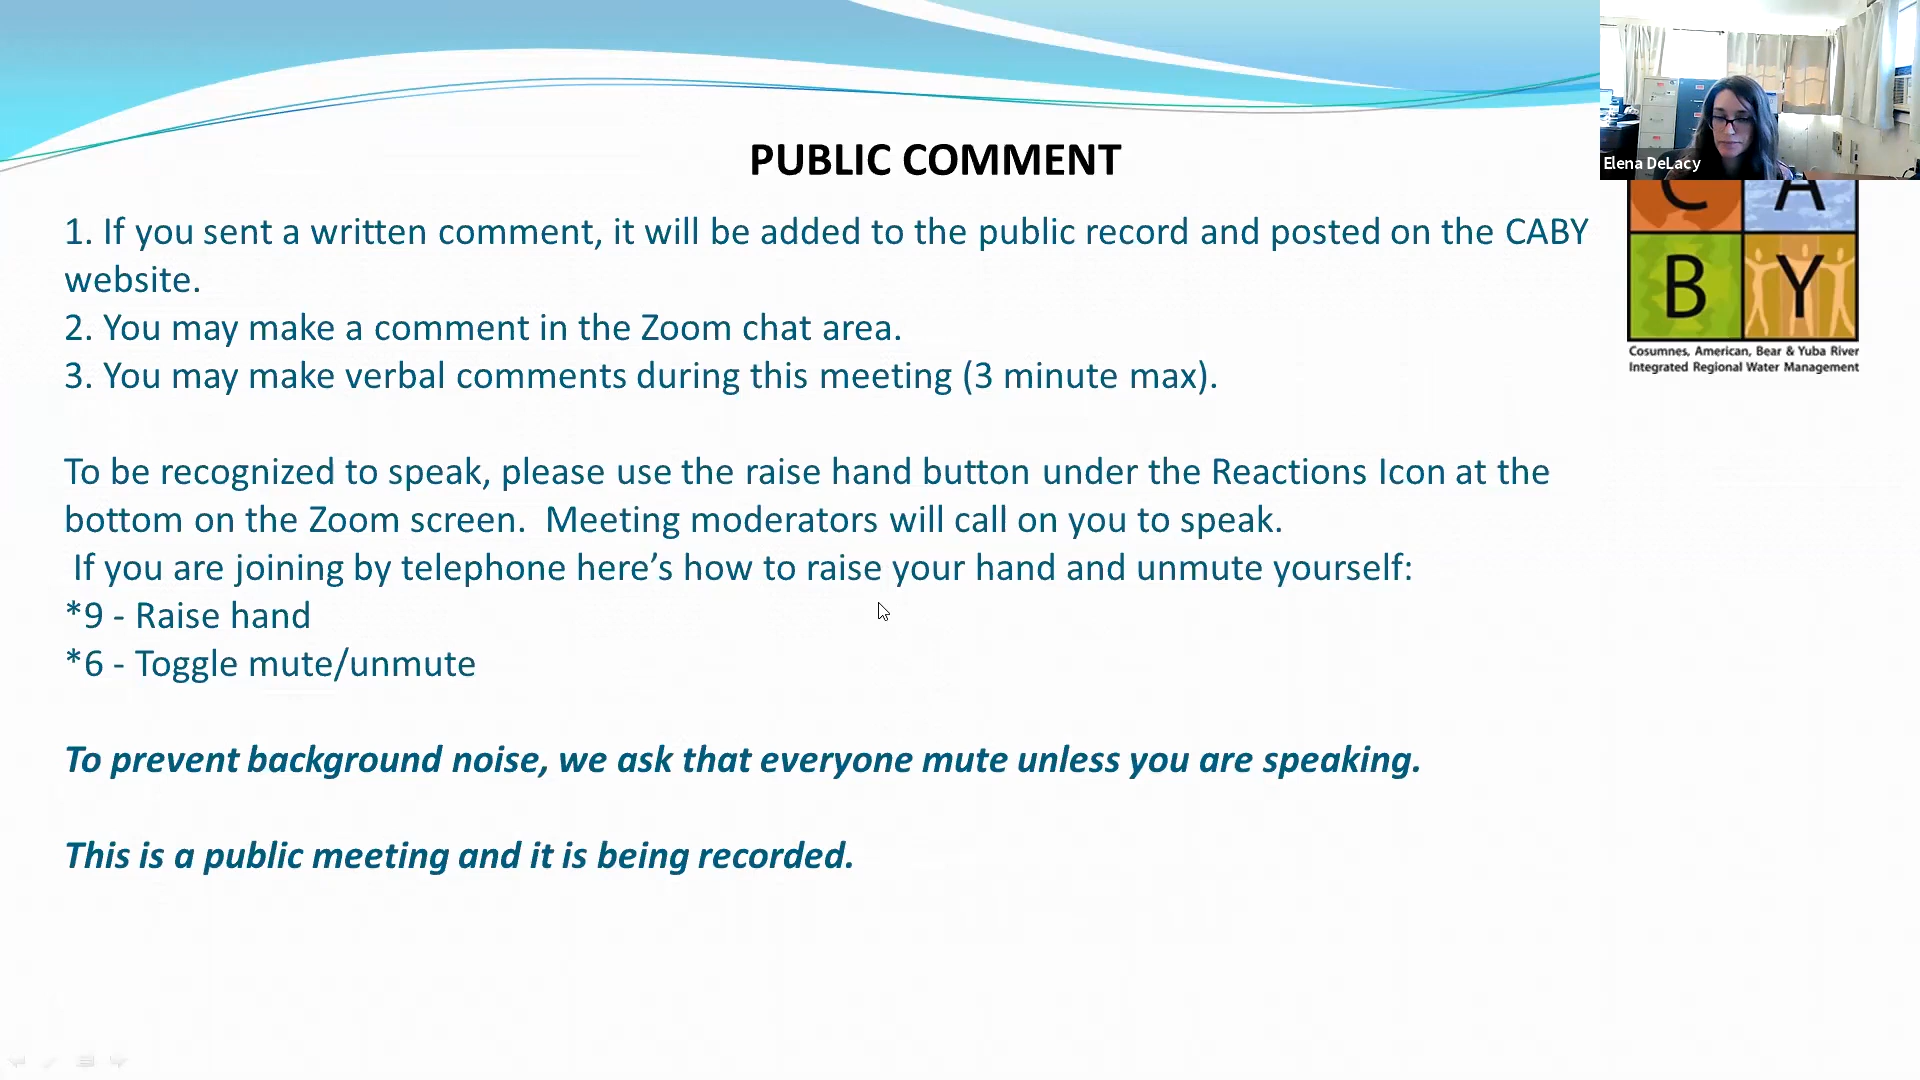 PUBLIC COMMENT
Elena DeLacy
1. If you sent a written comment, it will be added to the public record and posted on the CABY
website.
2. You may make a comment in the Zoom chat area.
3. You may make verbal comments during this meeting (3 minute max).
C A
B Y
Cosumnes, American, Bear & Yuba River
Integrated Regional Water Management
To be recognized to speak, please use the raise hand button under the Reactions Icon at the
bottom on the Zoom screen.  Meeting moderators will call on you to speak.
If you are joining by telephone here’s how to raise your hand and unmute yourself:
*9 - Raise hand
*6 - Toggle mute/unmute
To prevent background noise, we ask that everyone mute unless you are speaking.
This is a public meeting and it is being recorded.